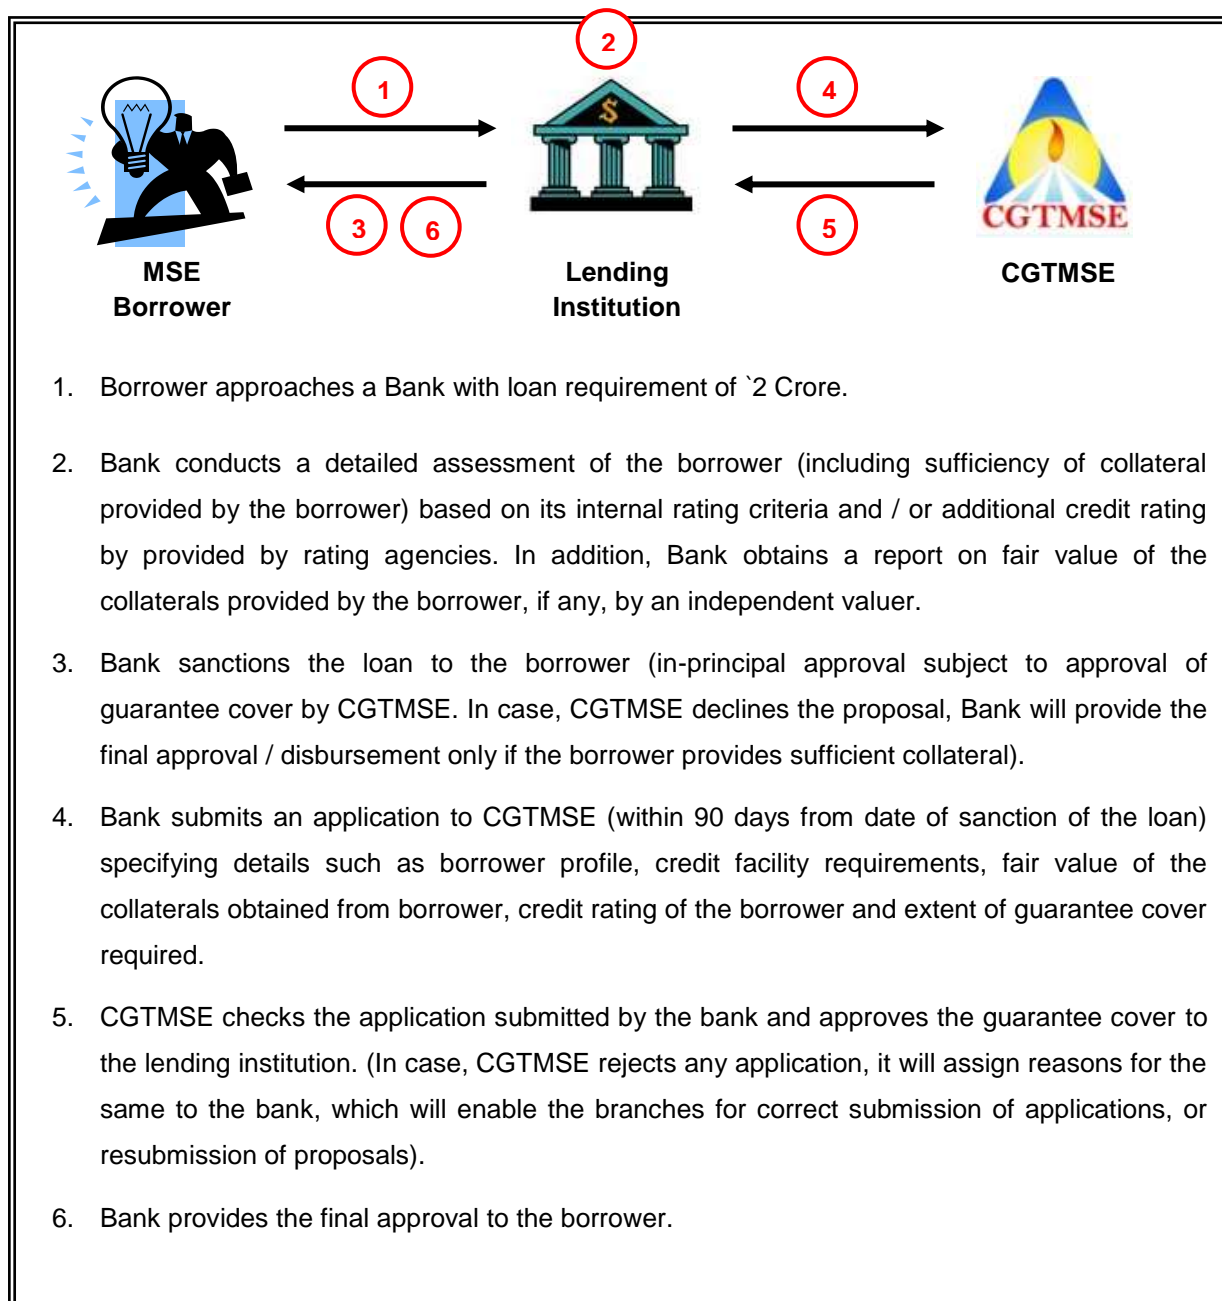 2
1
4
$
CGTMSE
3
6
5
MSE
Borrower
Lending
Institution
CGTMSE
1. Borrower approaches a Bank with loan requirement of `2 Crore.
2. Bank conducts a detailed assessment of the borrower (including sufficiency of collateral
provided by the borrower) based on its internal rating criteria and / or additional credit rating
by provided by rating agencies. In addition, Bank obtains a report on fair value of the
collaterals provided by the borrower, if any, by an independent valuer.
3. Bank sanctions the loan to the borrower (in-principal approval subject to approval of
guarantee cover by CGTMSE. In case, CGTMSE declines the proposal, Bank will provide the
final approval / disbursement only if the borrower provides sufficient collateral).
4. Bank submits an application to CGTMSE (within 90 days from date of sanction of the loan)
specifying details such as borrower profile, credit facility requirements, fair value of the
collaterals obtained from borrower, credit rating of the borrower and extent of guarantee cover
required.
5. CGTMSE checks the application submitted by the bank and approves the guarantee cover to
the lending institution. (In case, CGTMSE rejects any application, it will assign reasons for the
same to the bank, which will enable the branches for correct submission of applications, or
resubmission of proposals).
6. Bank provides the final approval to the borrower.